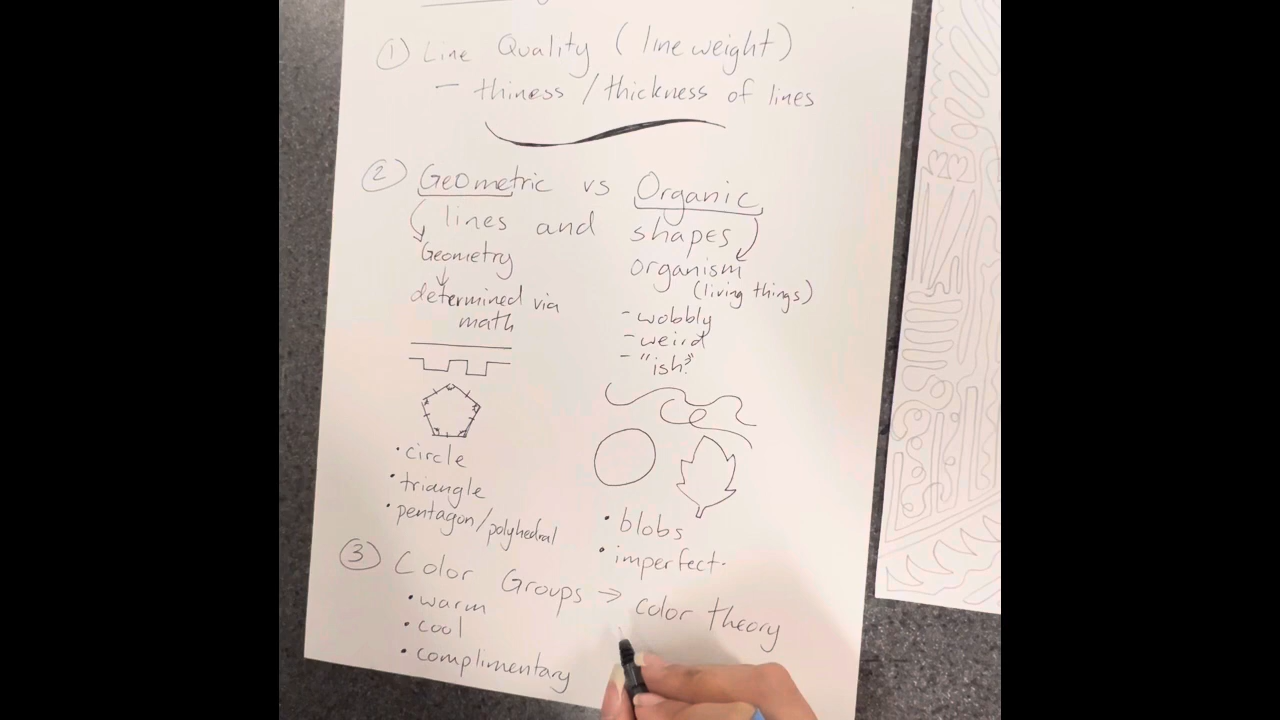 ① Line Quality (line weight)
- thiness / thickness of lines
② Geometric vs Organic
lines and shapes
Geometry
determined via
math
organism
(living things)
- wobbly
- weird
- "ish"
• circle
• triangle
• pentagon/polyhedral
• blobs
• imperfect.
③ Color Groups → color theory
• warm
• cool
• complimentary